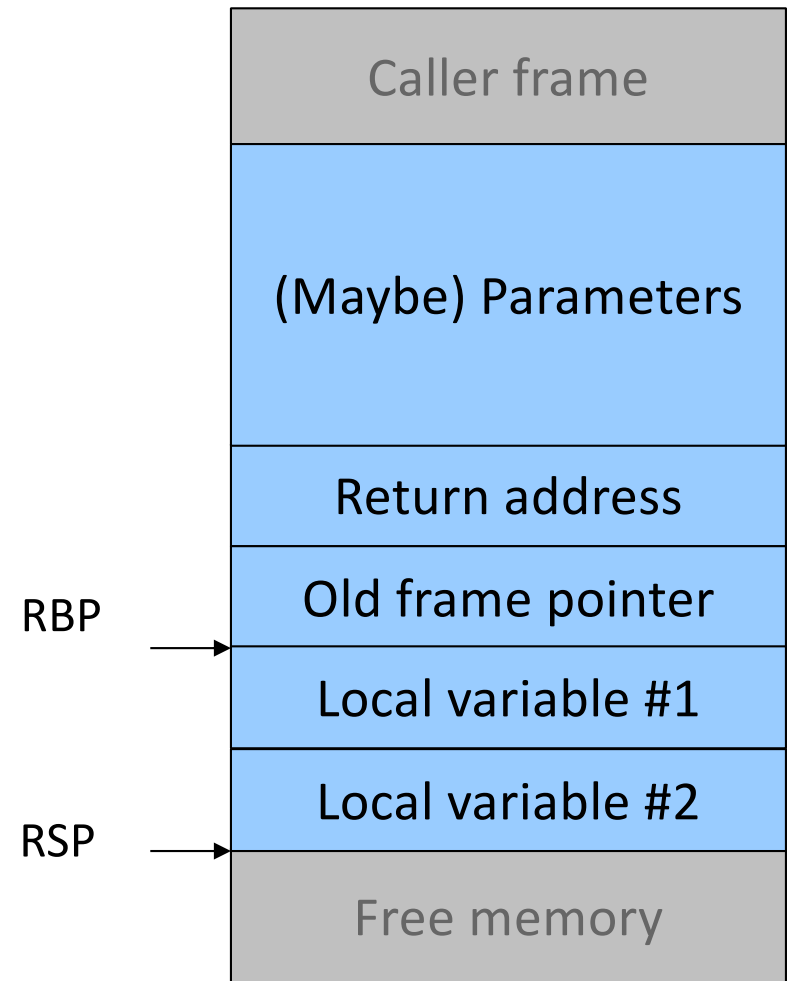 Caller frame
(Maybe) Parameters
Return address
Old frame pointer
RBP
Local variable #1
Local variable #2
RSP
Free memory